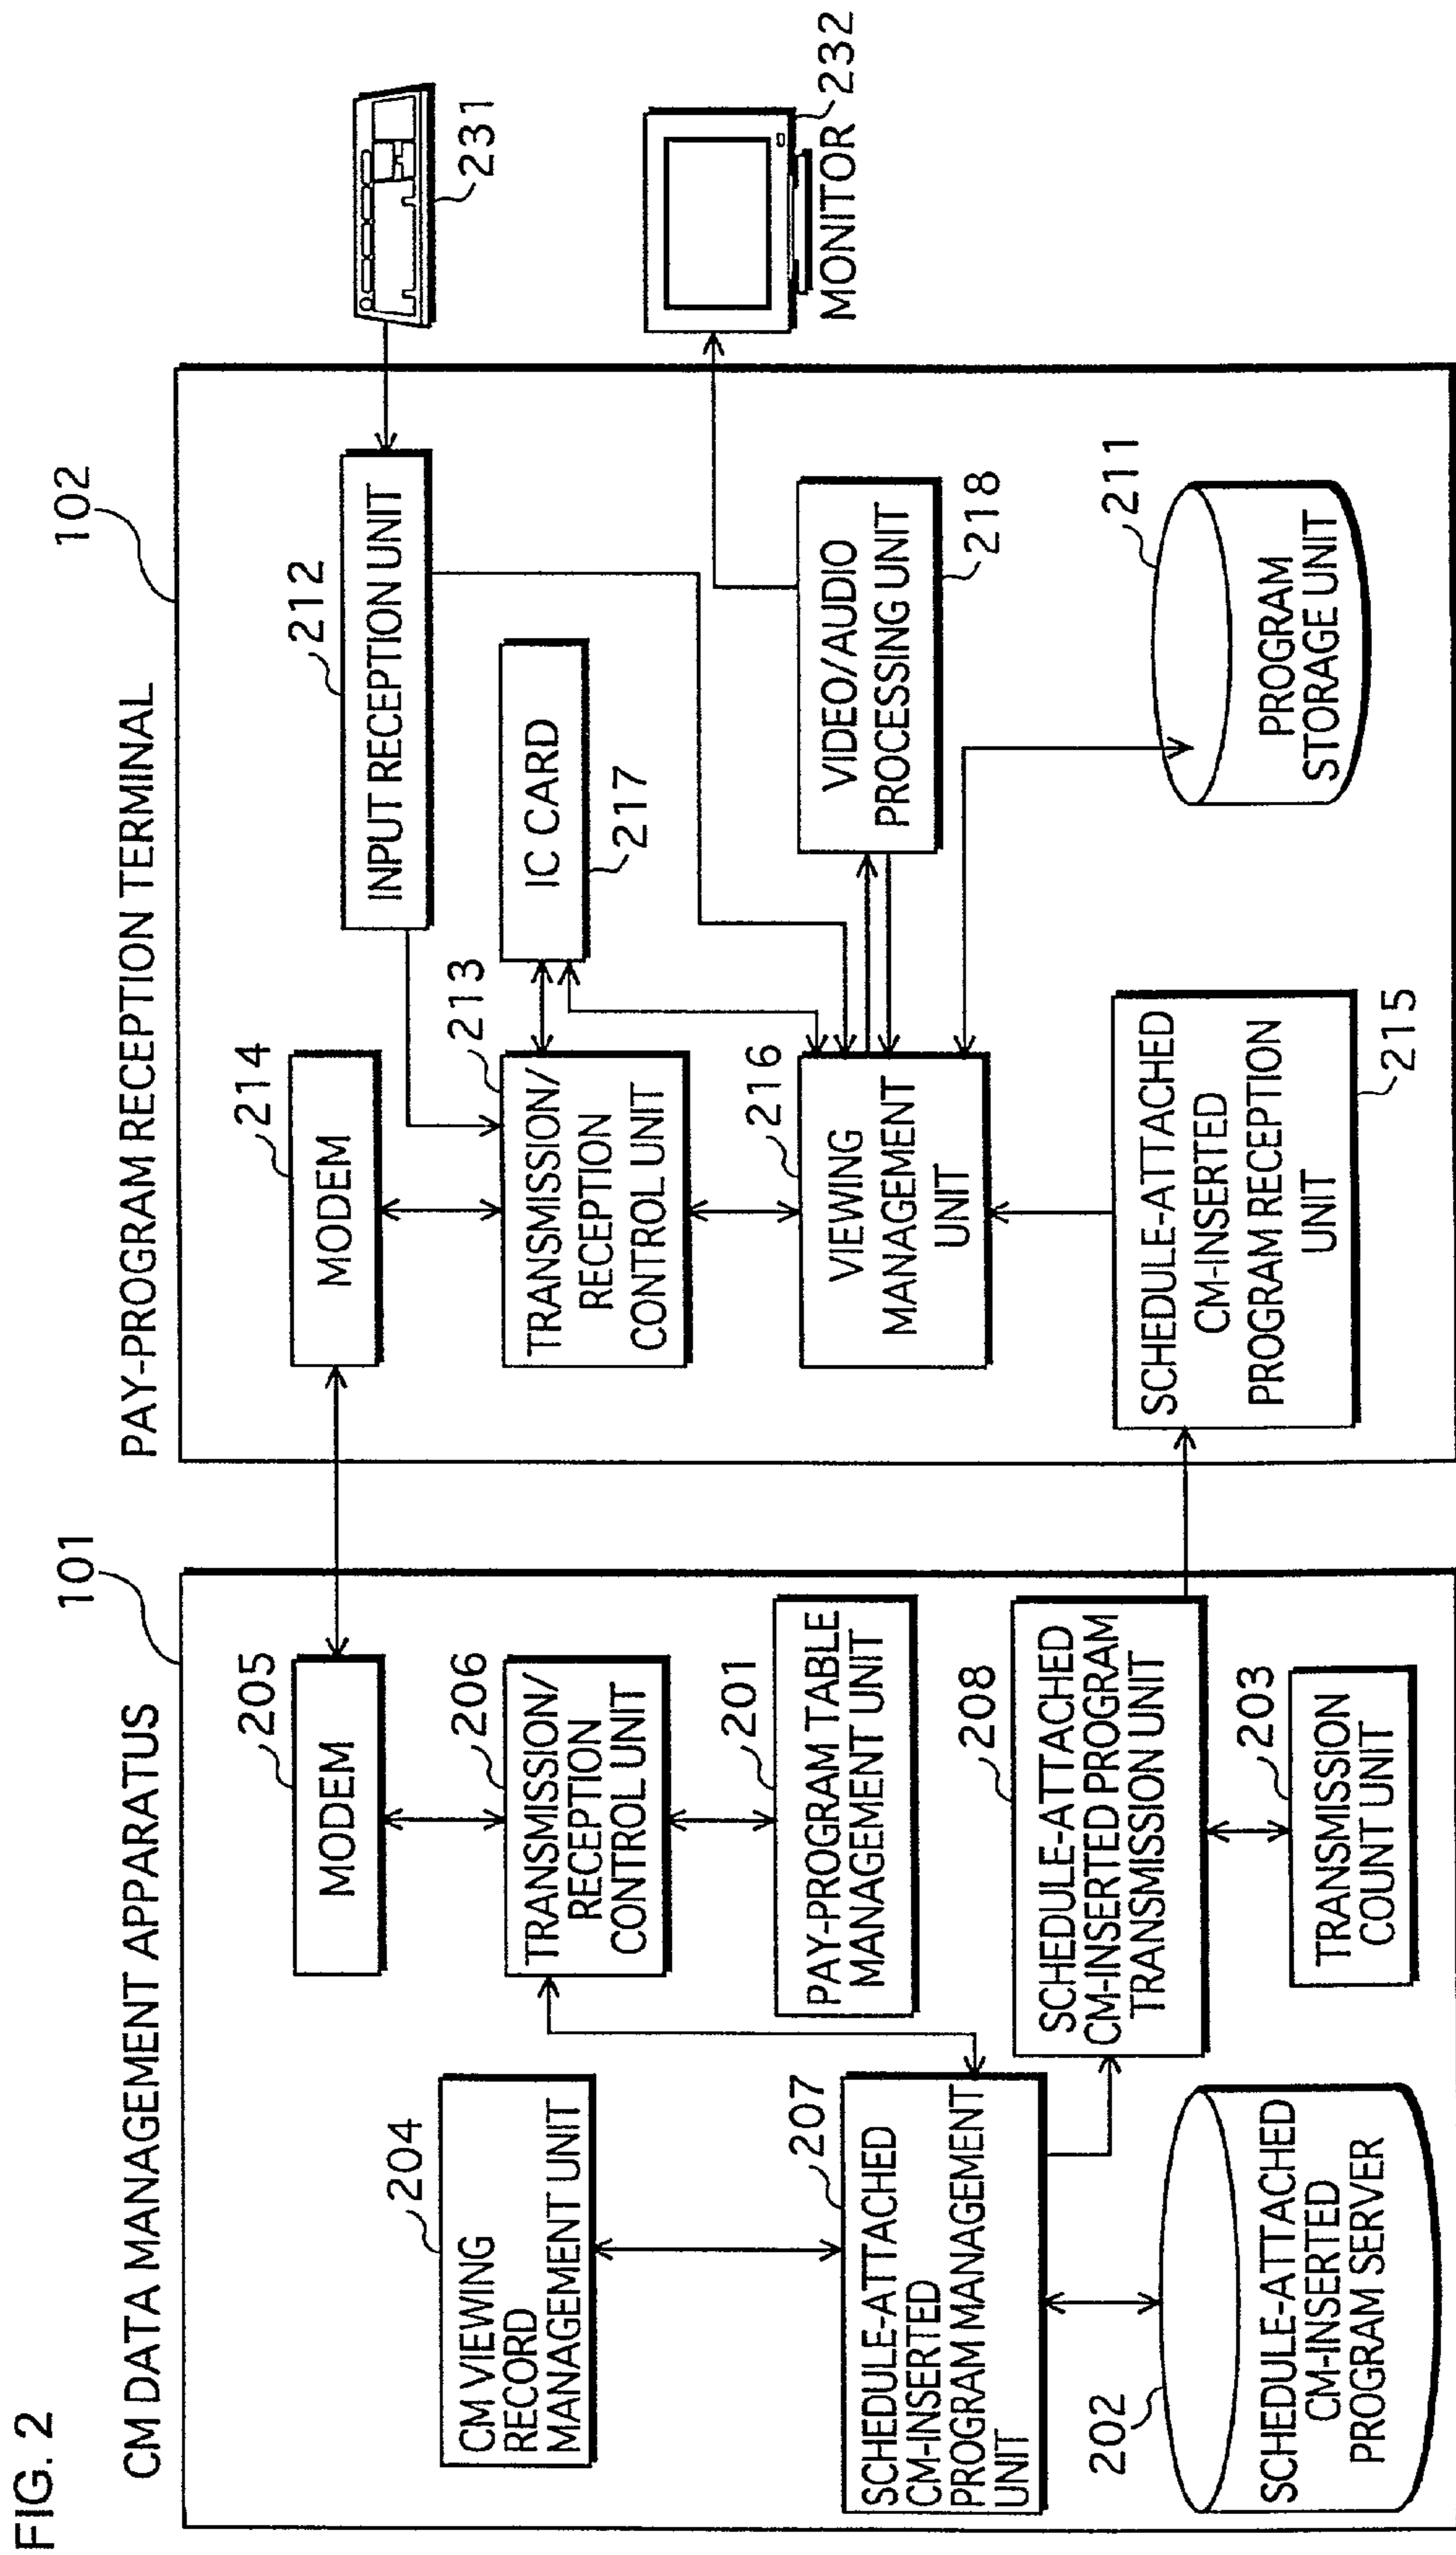 FIG. 2
CM DATA MANAGEMENT APPARATUS
101
204
CM VIEWING
RECORD
MANAGEMENT UNIT
205
MODEM
206
TRANSMISSION/
RECEPTION
CONTROL UNIT
201
PAY-PROGRAM TABLE
MANAGEMENT UNIT
207
SCHEDULE-ATTACHED
CM-INSERTED
PROGRAM MANAGEMENT
UNIT
208
SCHEDULE-ATTACHED
CM-INSERTED PROGRAM
TRANSMISSION UNIT
202
SCHEDULE-ATTACHED
CM-INSERTED
PROGRAM SERVER
203
TRANSMISSION
COUNT UNIT
PAY-PROGRAM RECEPTION TERMINAL
102
214
MODEM
212
INPUT RECEPTION UNIT
213
TRANSMISSION/
RECEPTION
CONTROL UNIT
IC CARD
217
216
VIEWING
MANAGEMENT
UNIT
VIDEO/AUDIO
PROCESSING UNIT
218
SCHEDULE-ATTACHED
CM-INSERTED
PROGRAM RECEPTION
UNIT
215
211
PROGRAM
STORAGE UNIT
231
232
MONITOR